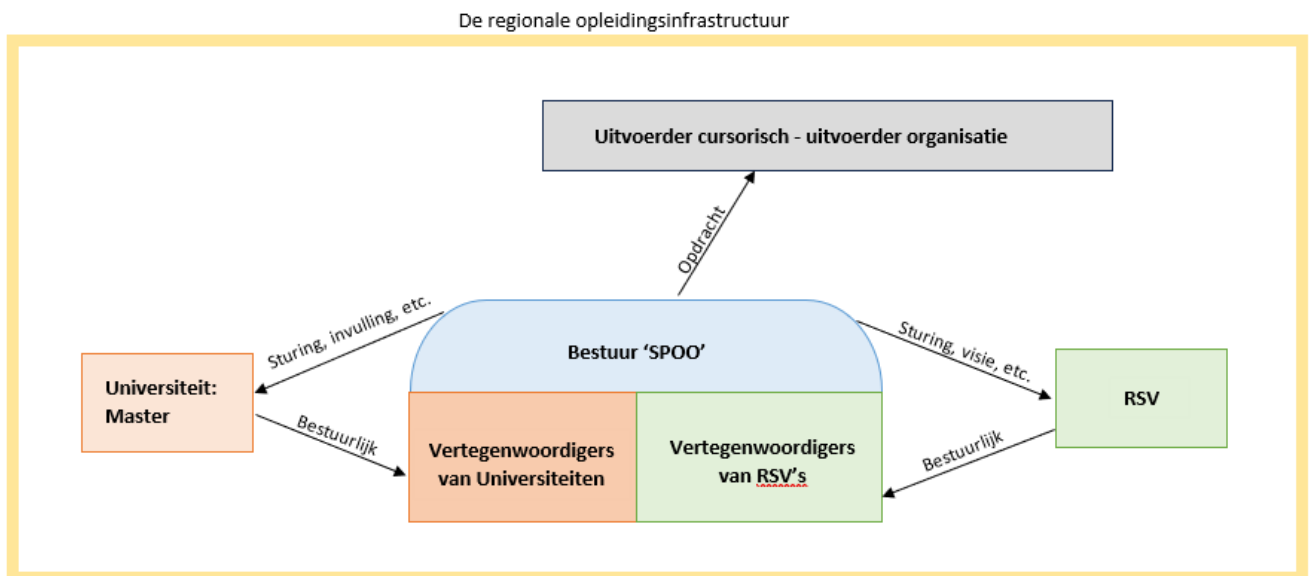 De regionale opleidingsinfrastructuur
Uitvoerder cursorisch - uitvoerder organisatie
Opdracht
Sturing, invulling, etc.
Bestuur ‘SPOO’
Sturing, visie, etc.
Universiteit:
Master
RSV
Bestuurlijk
Vertegenwoordigers
van Universiteiten
Vertegenwoordigers
van RSV’s
Bestuurlijk